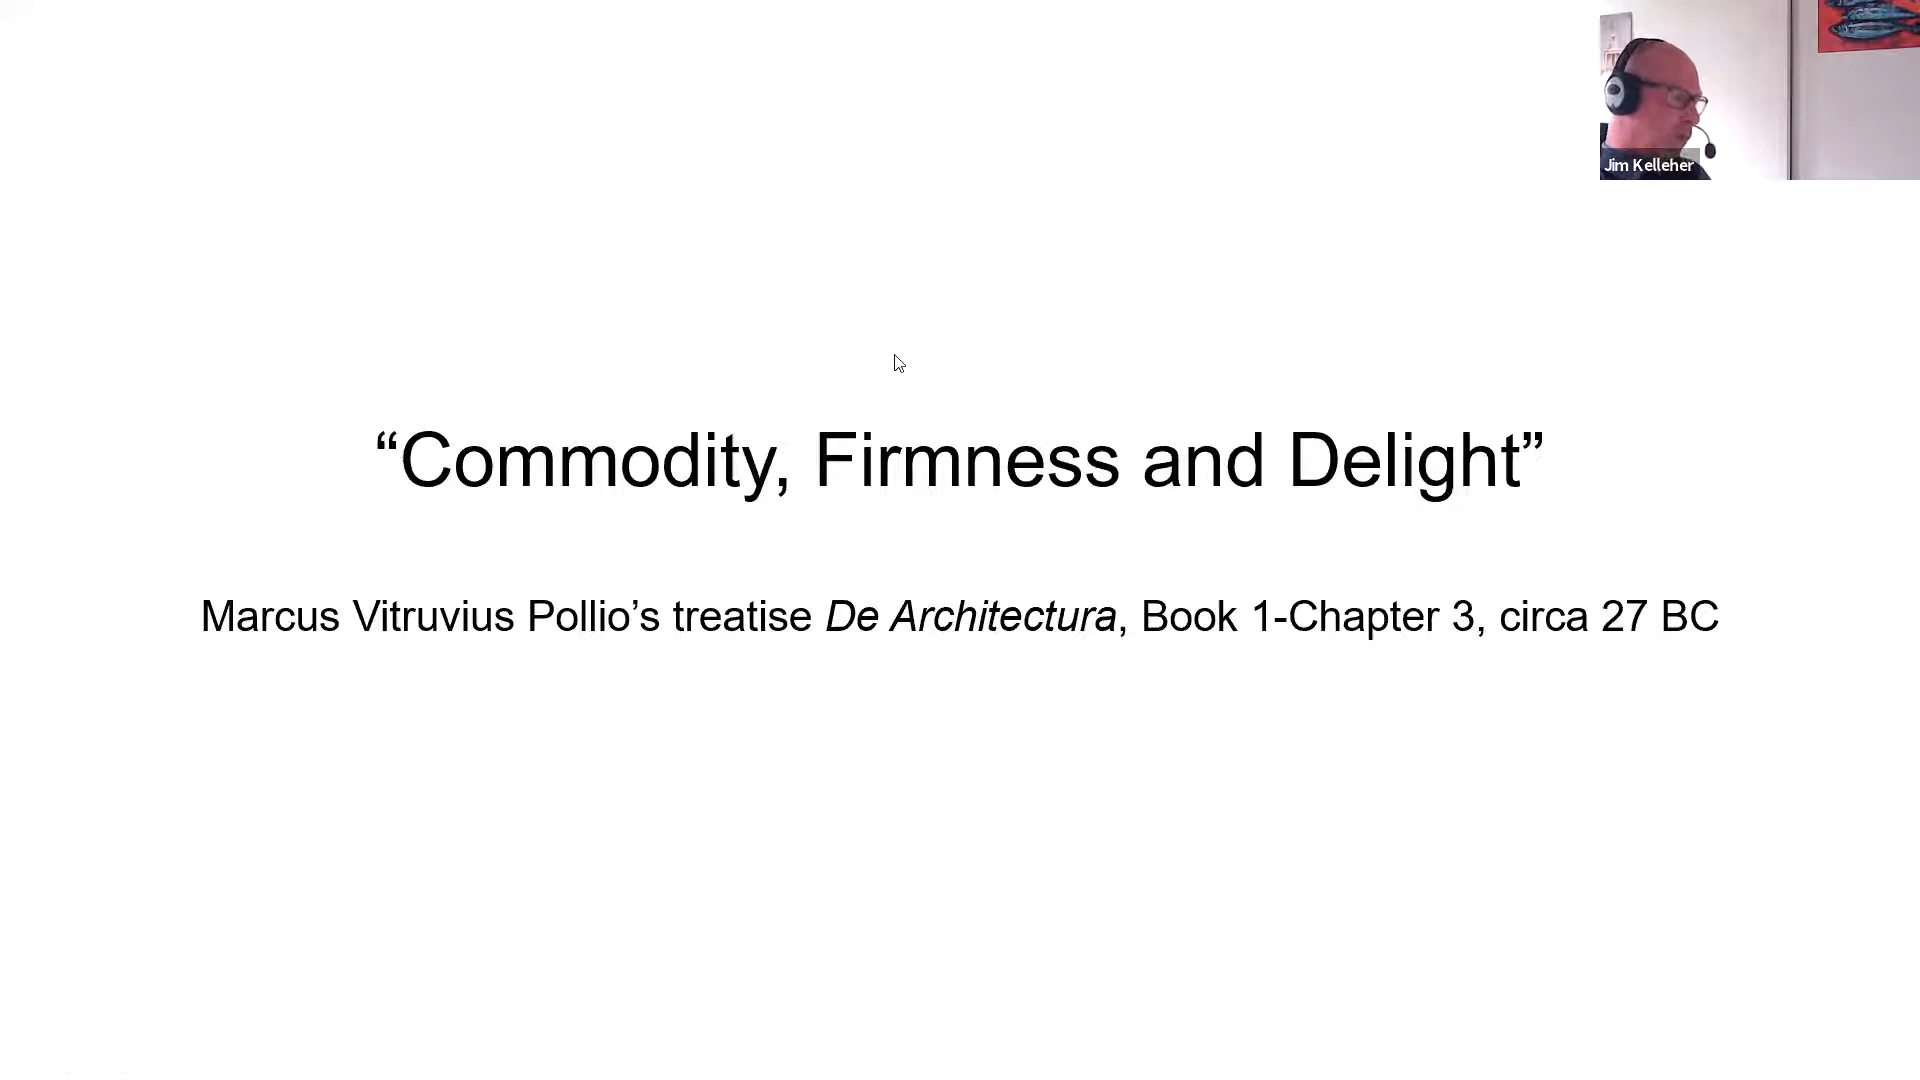 Jim Kelleher
“Commodity, Firmness and Delight”
Marcus Vitruvius Pollio’s treatise De Architectura, Book 1-Chapter 3, circa 27 BC